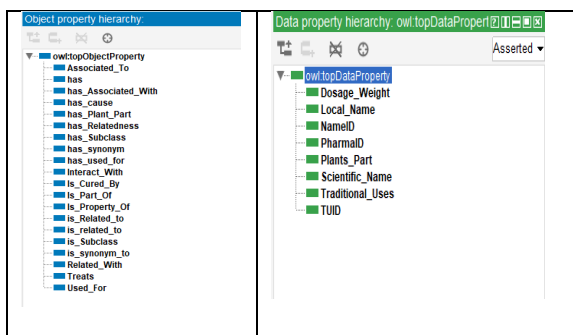 Object property hierarchy:
owl:topObjectProperty
Associated_To
has
has_Associated_With
has_cause
has_Plant_Part
has_Relatedness
has_Subclass
has_synonym
has_used_for
Interact_With
Is_Cured_By
Is_Part_Of
Is_Property_Of
is_Related_to
is_related_to
is_Subclass
is_synonym_to
Related_With
Treats
Used_For
Data property hierarchy: owl:topDataPropert
Asserted
owl:topDataProperty
Dosage_Weight
Local_Name
NameID
PharmaID
Plants_Part
Scientific_Name
Traditional_Uses
TUID